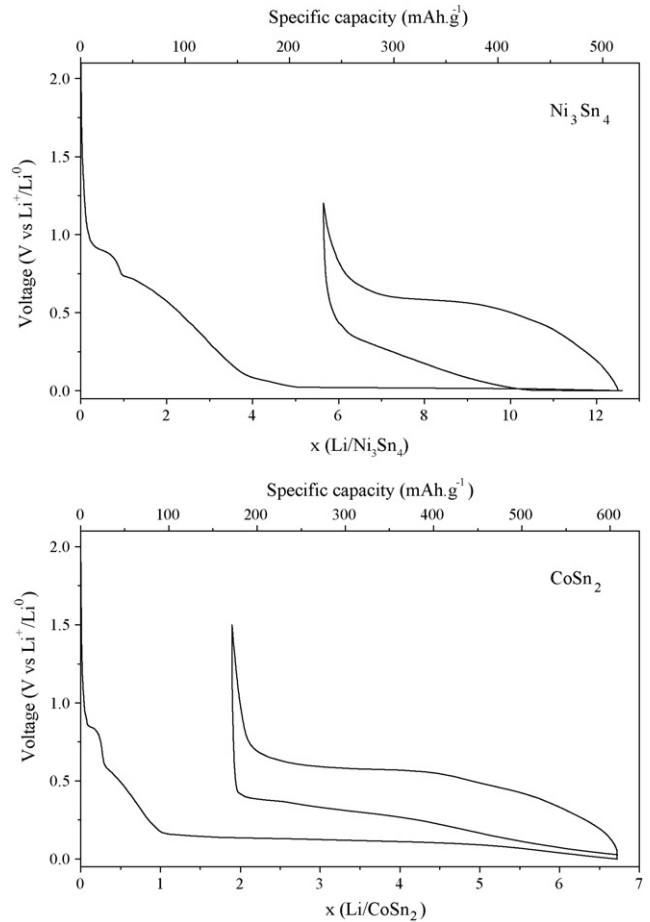 Specific capacity (mAh.g⁻¹)
0 100 200 300 400 500
2.0
Ni₃Sn₄
1.5
1.0
0.5
0.0
Voltage (V vs Li⁺/Li⁰)
0 2 4 6 8 10 12
x (Li/Ni₃Sn₄)
Specific capacity (mAh.g⁻¹)
0 100 200 300 400 500 600
2.0
CoSn₂
1.5
1.0
0.5
0.0
Voltage (V vs Li⁺/Li⁰)
0 1 2 3 4 5 6 7
x (Li/CoSn₂)